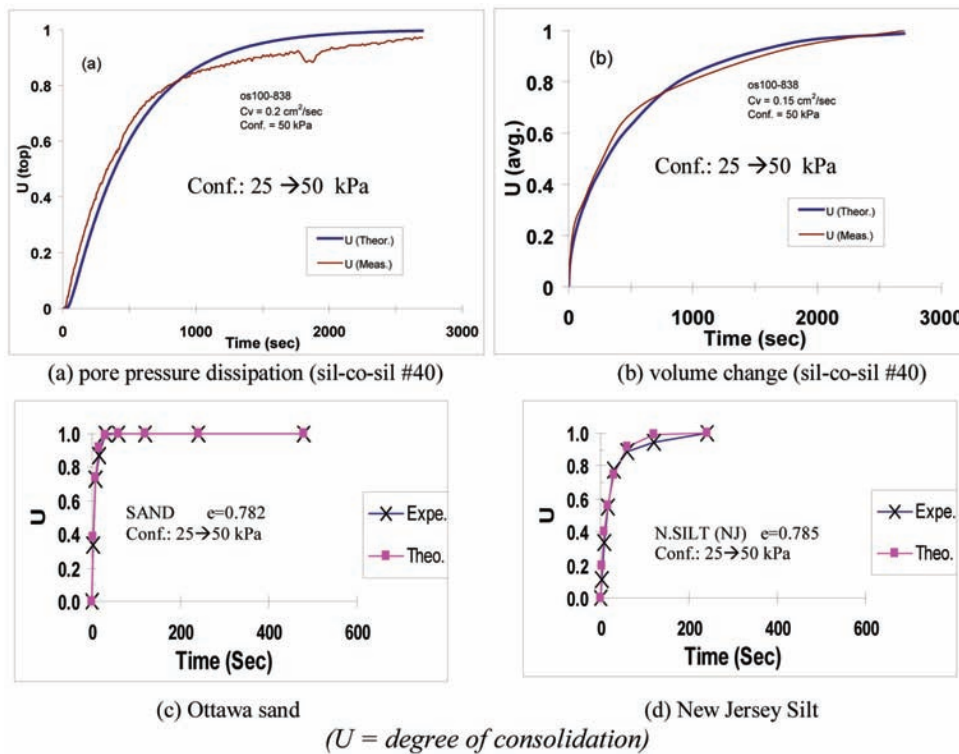 (a)
1
0.8
0.6
0.4
0.2
0
U (top)
os100-838
Cv = 0.2 cm²/sec
Conf. = 50 kPa
Conf.: 25 →50 kPa
U (Theor.)
U (Meas.)
0 1000 2000 3000
Time (sec)
(b)
1
0.8
0.6
0.4
0.2
0
U (avg.)
os100-838
Cv = 0.15 cm²/sec
Conf. = 50 kPa
Conf.: 25 →50 kPa
U (Theor.)
U (Meas.)
0 1000 2000 3000
Time (sec)
(a) pore pressure dissipation (sil-co-sil #40)
(b) volume change (sil-co-sil #40)
1.0
0.8
0.6
0.4
0.2
0.0
U
SAND e=0.782
Conf.: 25→50 kPa
Expe.
Theo.
0 200 400 600
Time (Sec)
1.0
0.8
0.6
0.4
0.2
0.0
U
N.SILT (NJ) e=0.785
Conf.: 25→50 kPa
Expe.
Theo.
0 200 400 600
Time (Sec)
(c) Ottawa sand
(d) New Jersey Silt
(U = degree of consolidation)